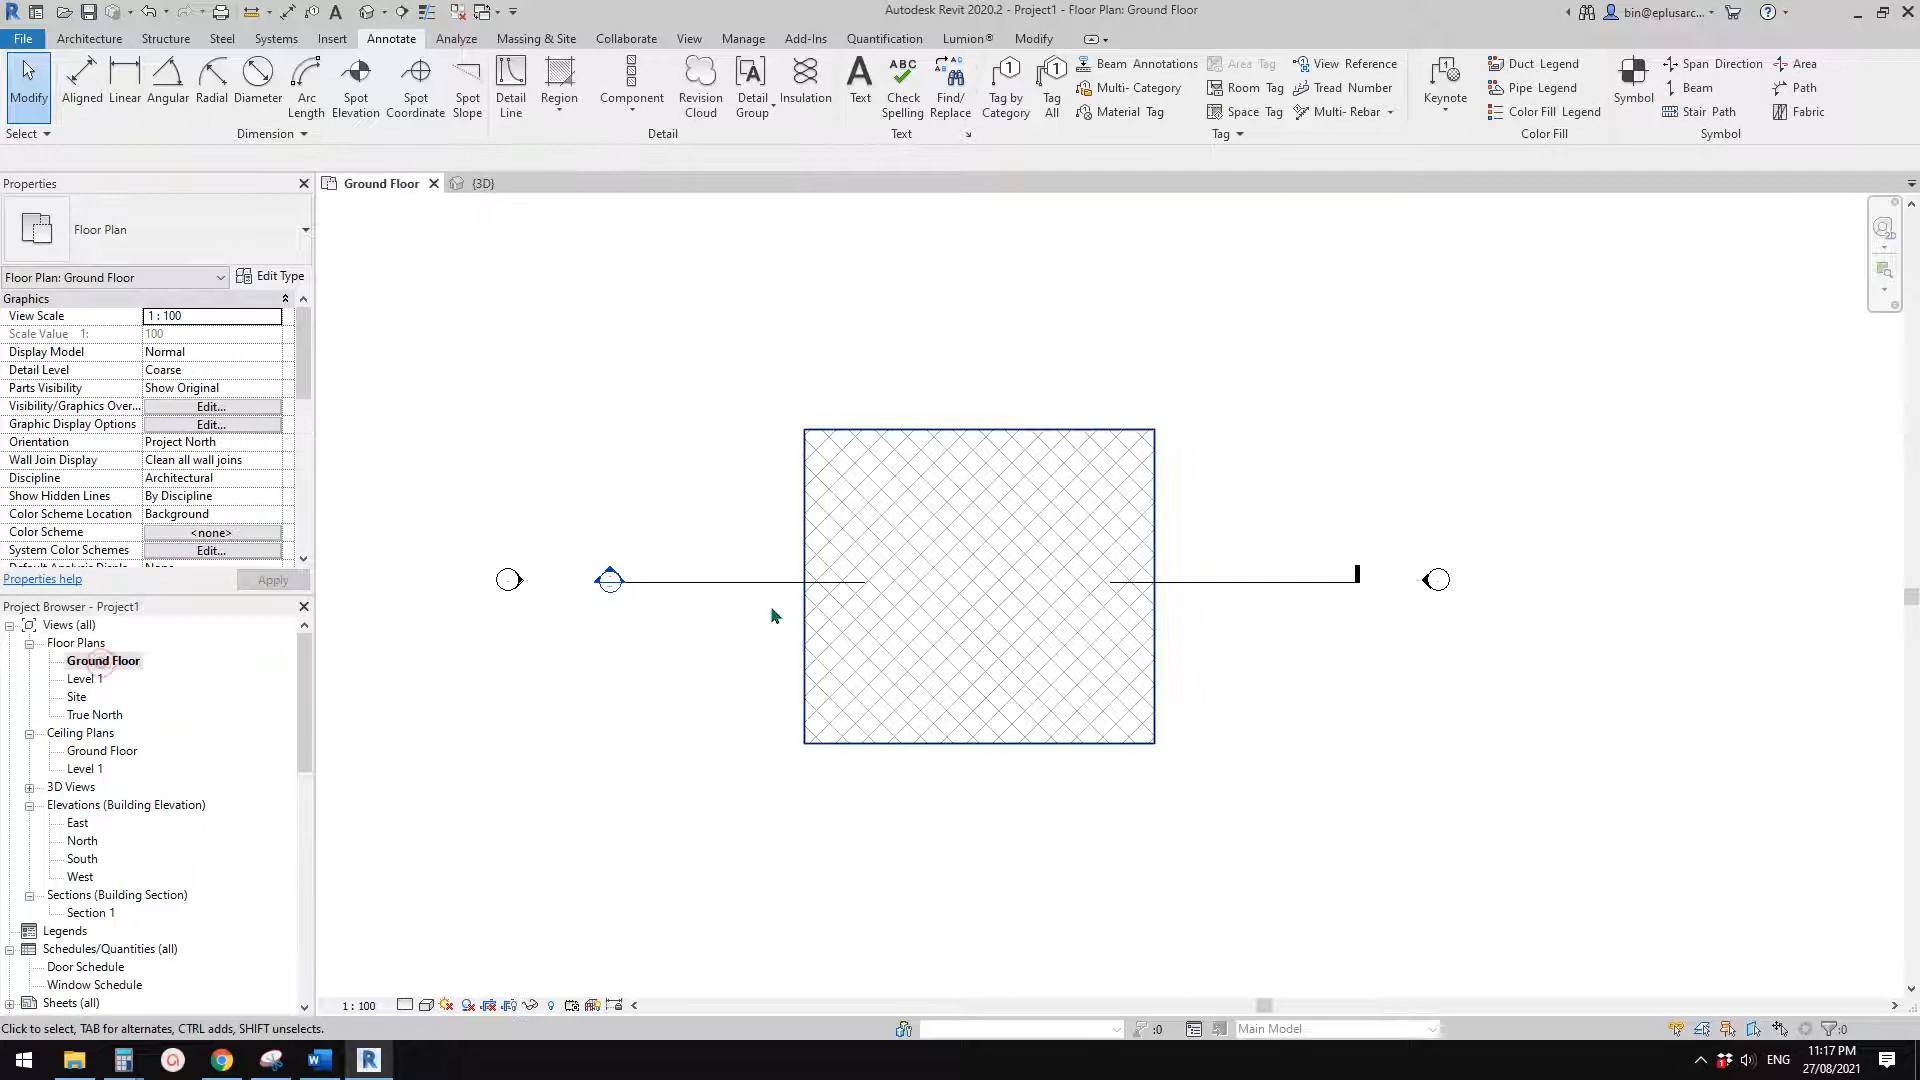 Autodesk Revit 2020.2 - Project1 - Floor Plan: Ground Floor
bin@eplusarc...
File Architecture Structure Steel Systems Insert Annotate Analyze Massing & Site Collaborate View Manage Add-Ins Quantification Lumion® Modify
Modify Aligned Linear Angular Radial Diameter Arc Length Spot Elevation Spot Coordinate Spot Slope
Detail Line Region Component Revision Cloud Detail Group Insulation
Text ABC Check Spelling Find/ Replace Tag by Category Tag All
Beam Annotations Area Tag View Reference
Multi- Category Room Tag Tread Number
Material Tag Space Tag Multi- Rebar
Keynote
Duct Legend
Pipe Legend
Color Fill Legend
Symbol
Span Direction Area
Beam Path
Stair Path Fabric
Select Dimension Detail Text Tag Color Fill Symbol
Properties
Ground Floor {3D}
Floor Plan
Floor Plan: Ground Floor Edit Type
Graphics
View Scale 1 : 100
Scale Value 1: 100
Display Model Normal
Detail Level Coarse
Parts Visibility Show Original
Visibility/Graphics Over... Edit...
Graphic Display Options Edit...
Orientation Project North
Wall Join Display Clean all wall joins
Discipline Architectural
Show Hidden Lines By Discipline
Color Scheme Location Background
Color Scheme <none>
System Color Schemes Edit...
Properties help Apply
Project Browser - Project1
Views (all)
Floor Plans
Ground Floor
Level 1
Site
True North
Ceiling Plans
Ground Floor
Level 1
3D Views
Elevations (Building Elevation)
East
North
South
West
Sections (Building Section)
Section 1
Legends
Schedules/Quantities (all)
Door Schedule
Window Schedule
Sheets (all)
1 : 100
Click to select, TAB for alternates, CTRL adds, SHIFT unselects.
:0
Main Model
:0
ENG
11:17 PM
27/08/2021